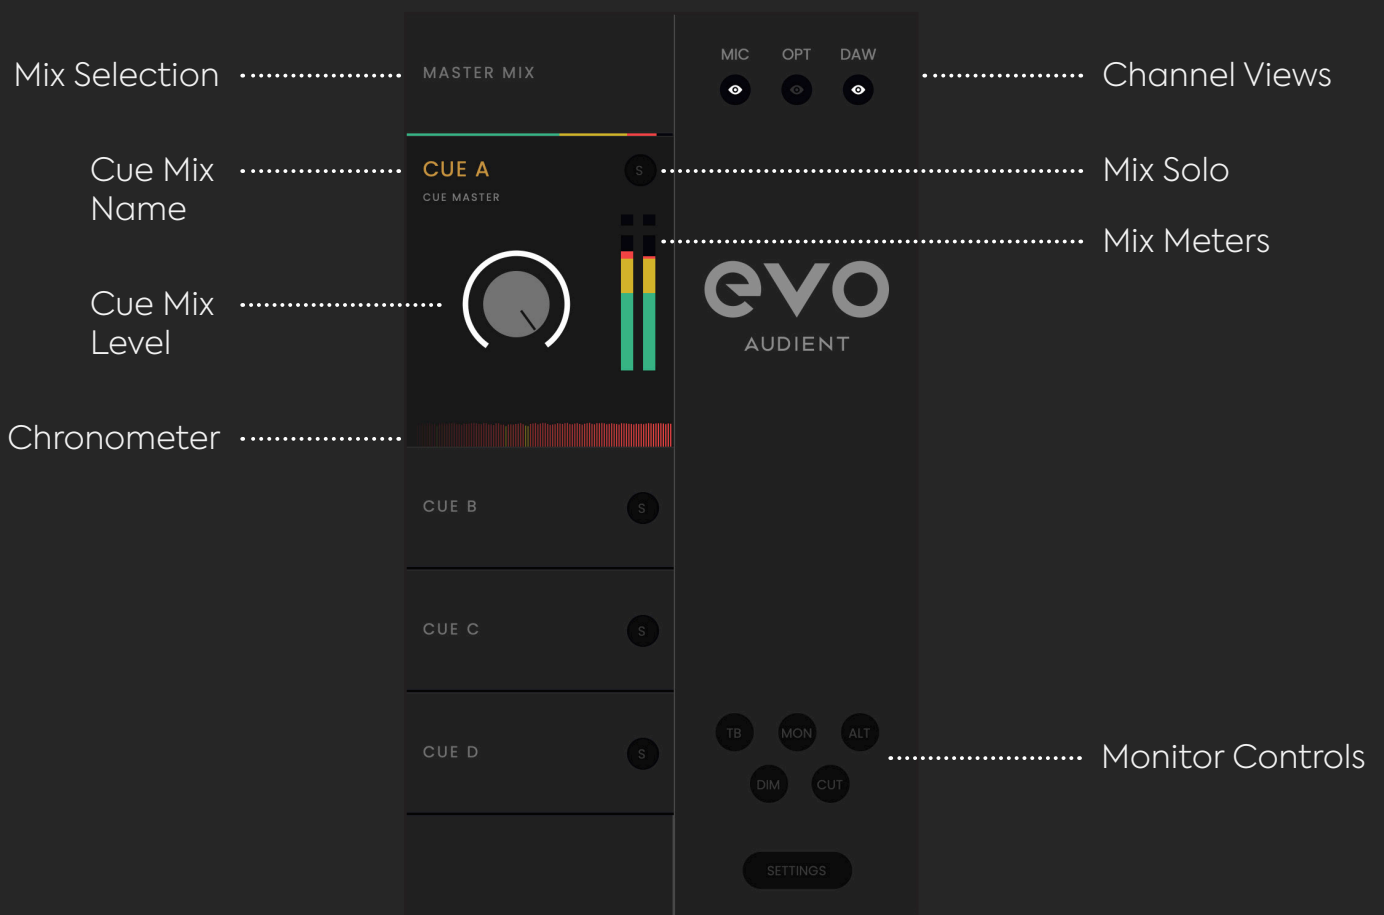 Mix Selection
MASTER MIX
MIC
OPT
DAW
Channel Views
Cue Mix
Name
CUE A
S
CUE MASTER
Mix Solo
Mix Meters
evo
AUDIENT
Cue Mix
Level
Chronometer
CUE B
S
CUE C
S
CUE D
S
TB
MON
ALT
DIM
CUT
Monitor Controls
SETTINGS